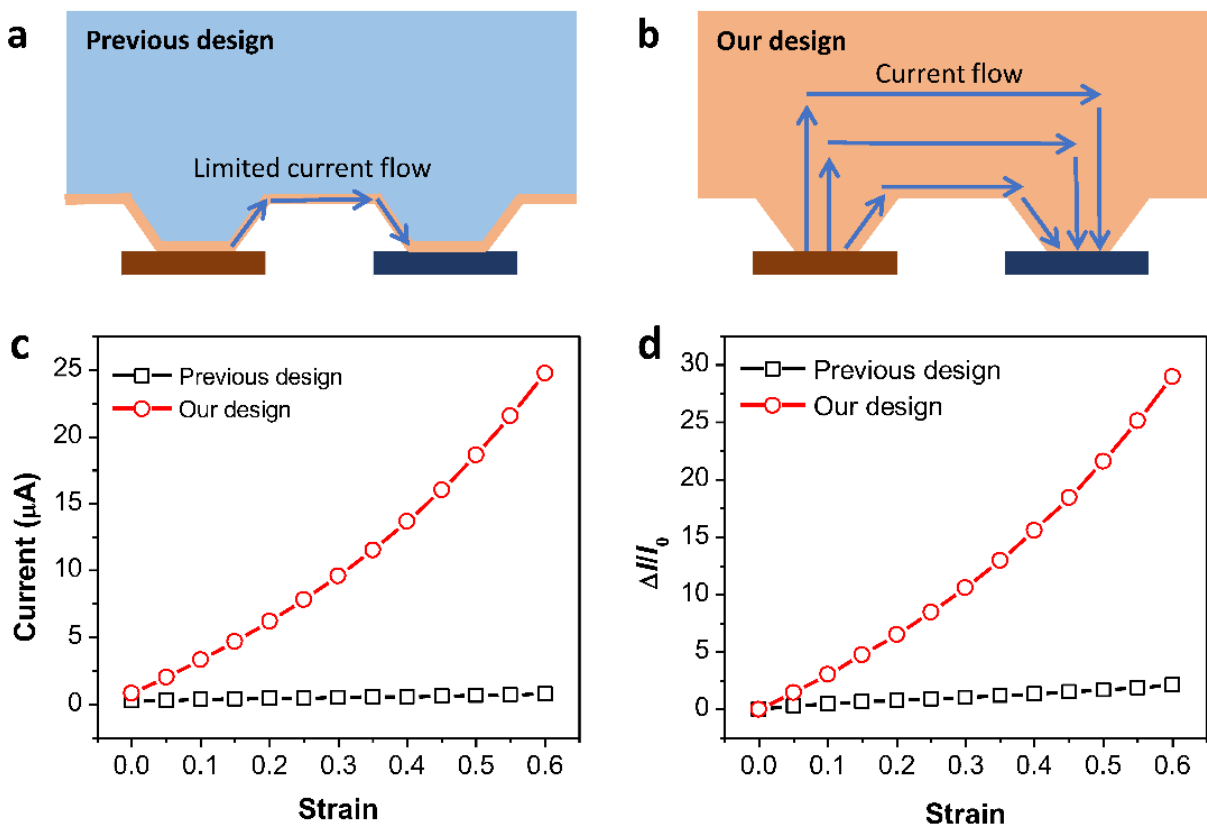 a
Previous design
Limited current flow
b
Our design
Current flow
c
Current (μA)
25
20
15
10
5
0
Previous design
Our design
0.0 0.1 0.2 0.3 0.4 0.5 0.6
Strain
d
ΔI/I₀
30
25
20
15
10
5
0
Previous design
Our design
0.0 0.1 0.2 0.3 0.4 0.5 0.6
Strain